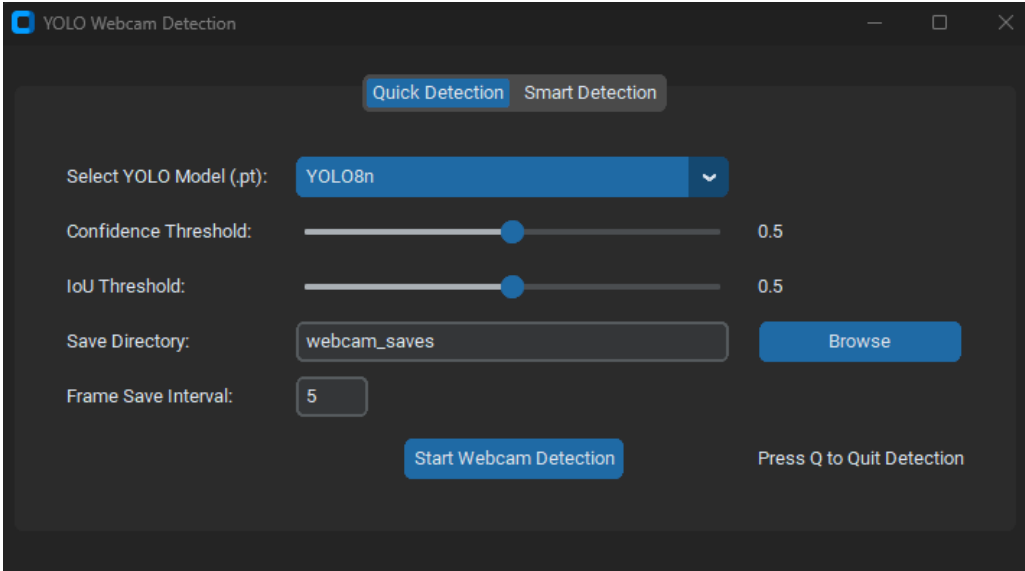 YOLO Webcam Detection
Quick Detection Smart Detection
Select YOLO Model (.pt): YOLO8n
Confidence Threshold: 0.5
IoU Threshold: 0.5
Save Directory: webcam_saves Browse
Frame Save Interval: 5
Start Webcam Detection Press Q to Quit Detection